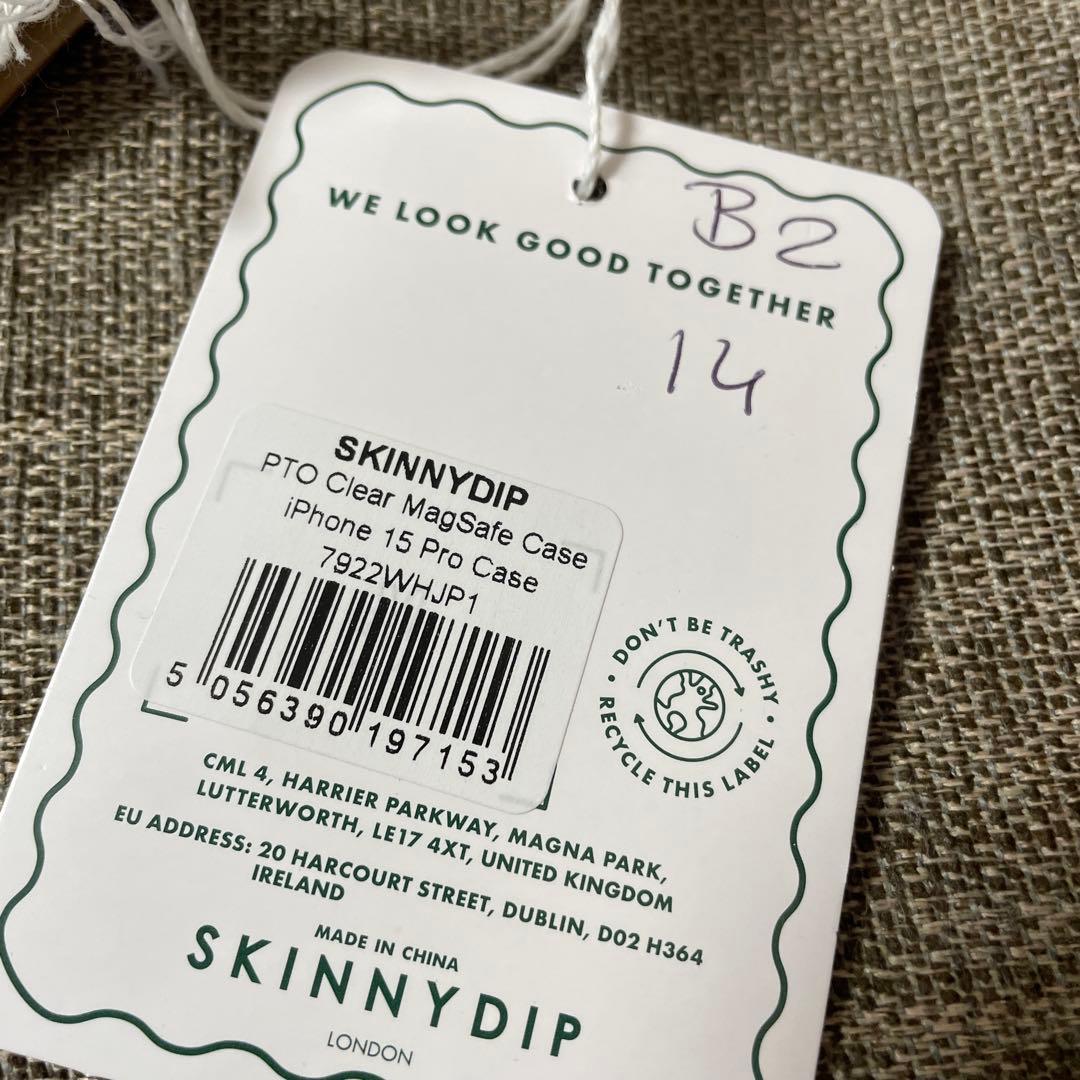 B2
WE LOOK GOOD TOGETHER
14
SKINNYDIP
PTO Clear MagSafe Case
iPhone 15 Pro Case
7922WHJP1
5 056390 197153
DON'T BE TRASHY •
RECYCLE THIS LABEL •
CML 4, HARRIER PARKWAY, MAGNA PARK,
LUTTERWORTH, LE17 4XT, UNITED KINGDOM
EU ADDRESS: 20 HARCOURT STREET, DUBLIN, D02 H364
IRELAND
MADE IN CHINA
SKINNYDIP
LONDON